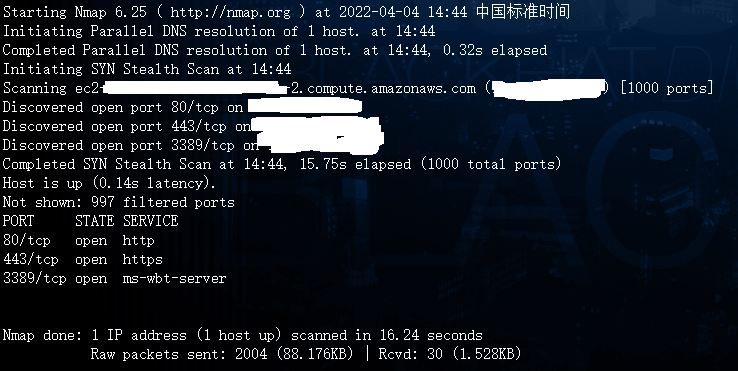 Starting Nmap 6.25 ( http://nmap.org ) at 2022-04-04 14:44 中国标准时间
Initiating Parallel DNS resolution of 1 host. at 14:44
Completed Parallel DNS resolution of 1 host. at 14:44, 0.32s elapsed
Initiating SYN Stealth Scan at 14:44
Scanning ec2- -2.compute.amazonaws.com ( ) [1000 ports]
Discovered open port 80/tcp on
Discovered open port 443/tcp on
Discovered open port 3389/tcp on
Completed SYN Stealth Scan at 14:44, 15.75s elapsed (1000 total ports)
Host is up (0.14s latency).
Not shown: 997 filtered ports
PORT STATE SERVICE
80/tcp open http
443/tcp open https
3389/tcp open ms-wbt-server
Nmap done: 1 IP address (1 host up) scanned in 16.24 seconds
Raw packets sent: 2004 (88.176KB) | Rcvd: 30 (1.528KB)